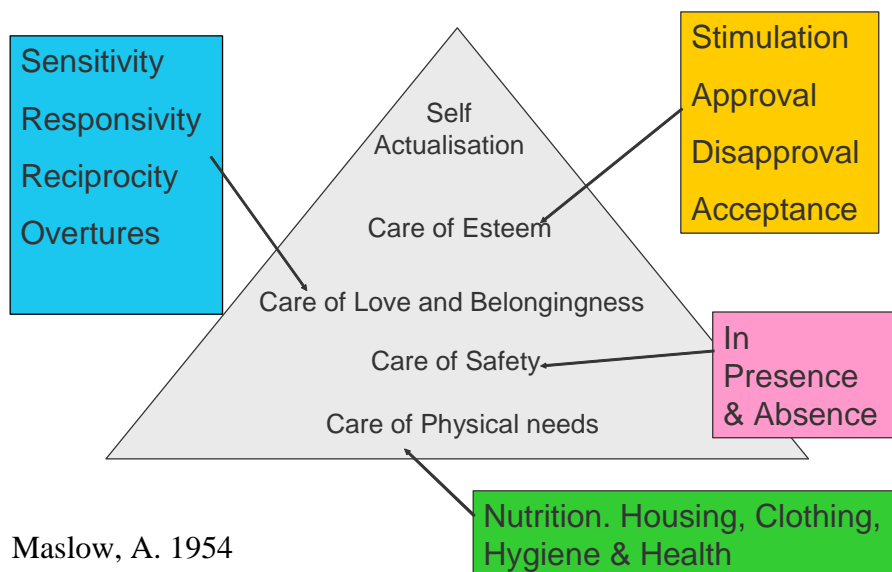 Sensitivity
Responsivity
Reciprocity
Overtures
Stimulation
Approval
Disapproval
Acceptance
Self
Actualisation
Care of Esteem
Care of Love and Belongingness
Care of Safety
In
Presence
& Absence
Care of Physical needs
Nutrition. Housing, Clothing,
Hygiene & Health
Maslow, A. 1954